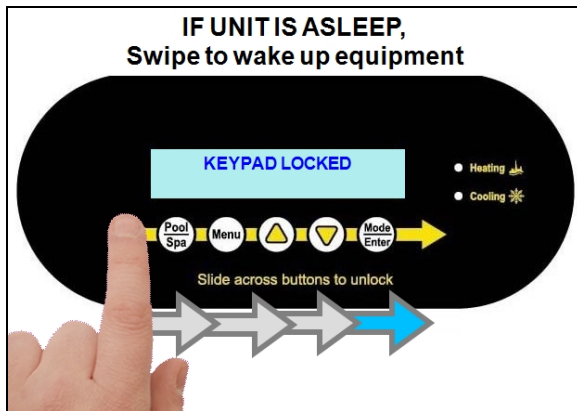 IF UNIT IS ASLEEP,
Swipe to wake up equipment
KEYPAD LOCKED
Heating
Cooling
Pool
Spa
Menu
Mode
Enter
Slide across buttons to unlock